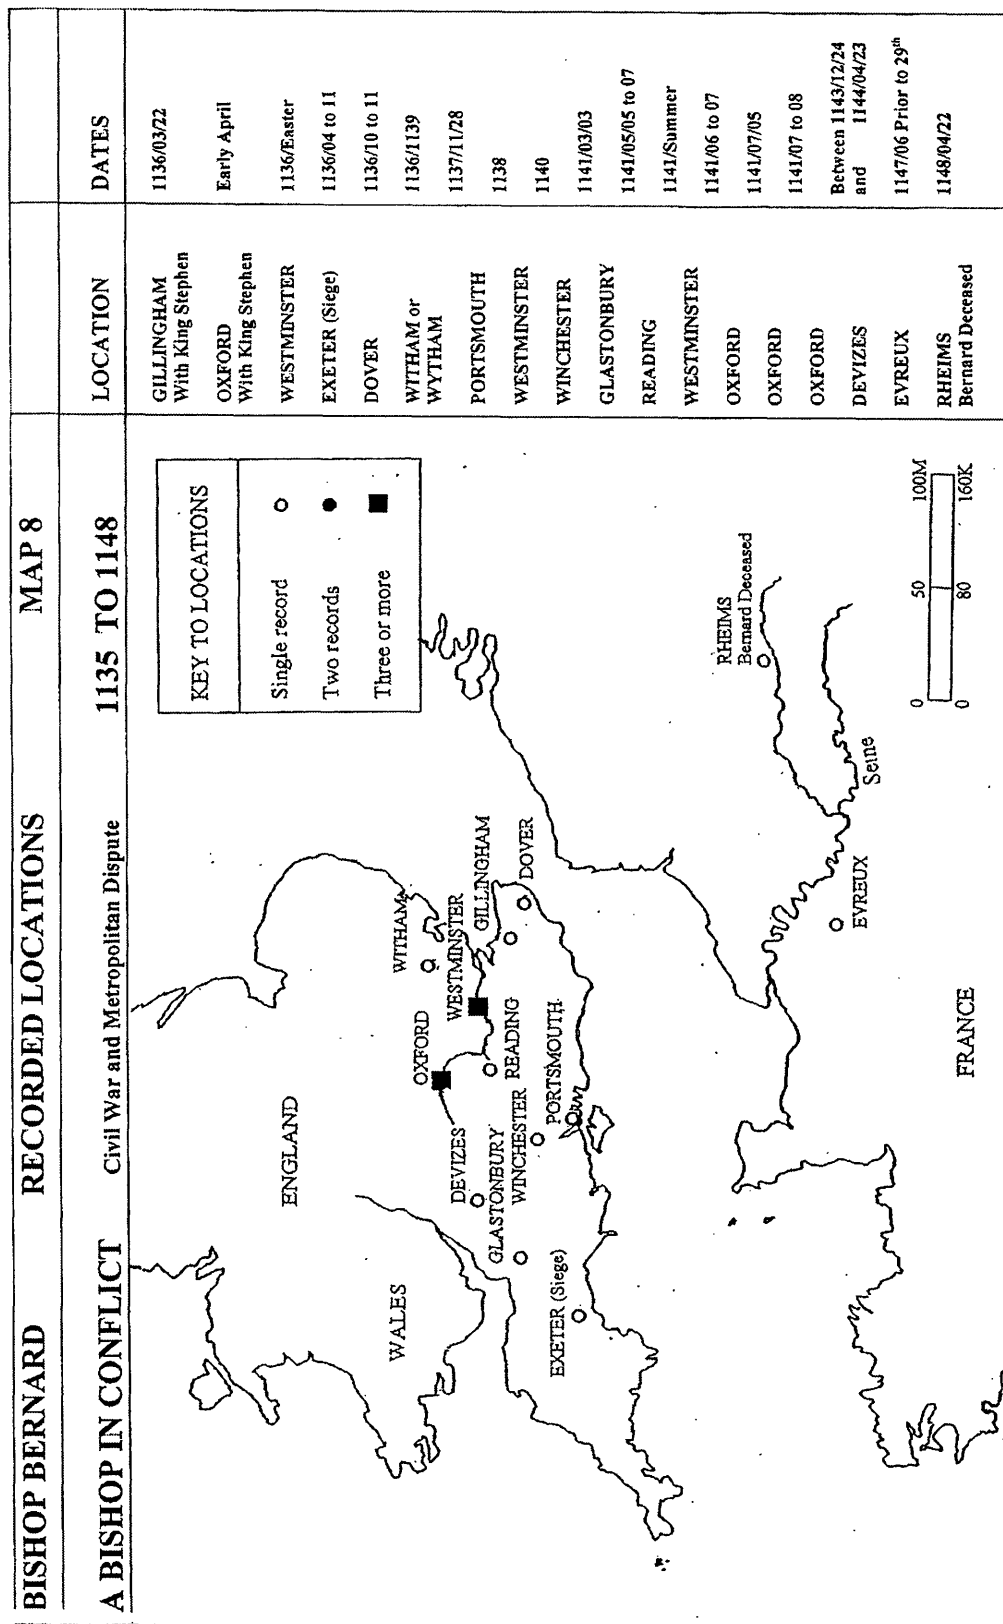 BISHOP BERNARD RECORDED LOCATIONS MAP 8
A BISHOP IN CONFLICT Civil War and Metropolitan Dispute 1135 TO 1148
LOCATION DATES
GILLINGHAM 1136/03/22
With King Stephen
OXFORD Early April
With King Stephen
WESTMINSTER 1136/Easter
EXETER (Siege) 1136/04 to 11
DOVER 1136/10 to 11
WITHAM or 1136/1139
WYTHAM
PORTSMOUTH 1137/11/28
WESTMINSTER 1138
WINCHESTER 1140
GLASTONBURY 1141/03/03
READING 1141/05/05 to 07
WESTMINSTER 1141/Summer
OXFORD 1141/06 to 07
OXFORD 1141/07/05
OXFORD 1141/07 to 08
DEVIZES Between 1143/12/24
and 1144/04/23
EVREUX 1147/06 Prior to 29th
RHEIMS 1148/04/22
Bernard Deceased
KEY TO LOCATIONS
Single record
Two records
Three or more
ENGLAND
WALES
OXFORD
WITHAM
WESTMINSTER
GILLINGHAM
DOVER
READING
DEVIZES
GLASTONBURY
WINCHESTER
PORTSMOUTH
EXETER (Siege)
RHEIMS
Bernard Deceased
Seine
EVREUX
FRANCE
0 50 100M
0 80 160K